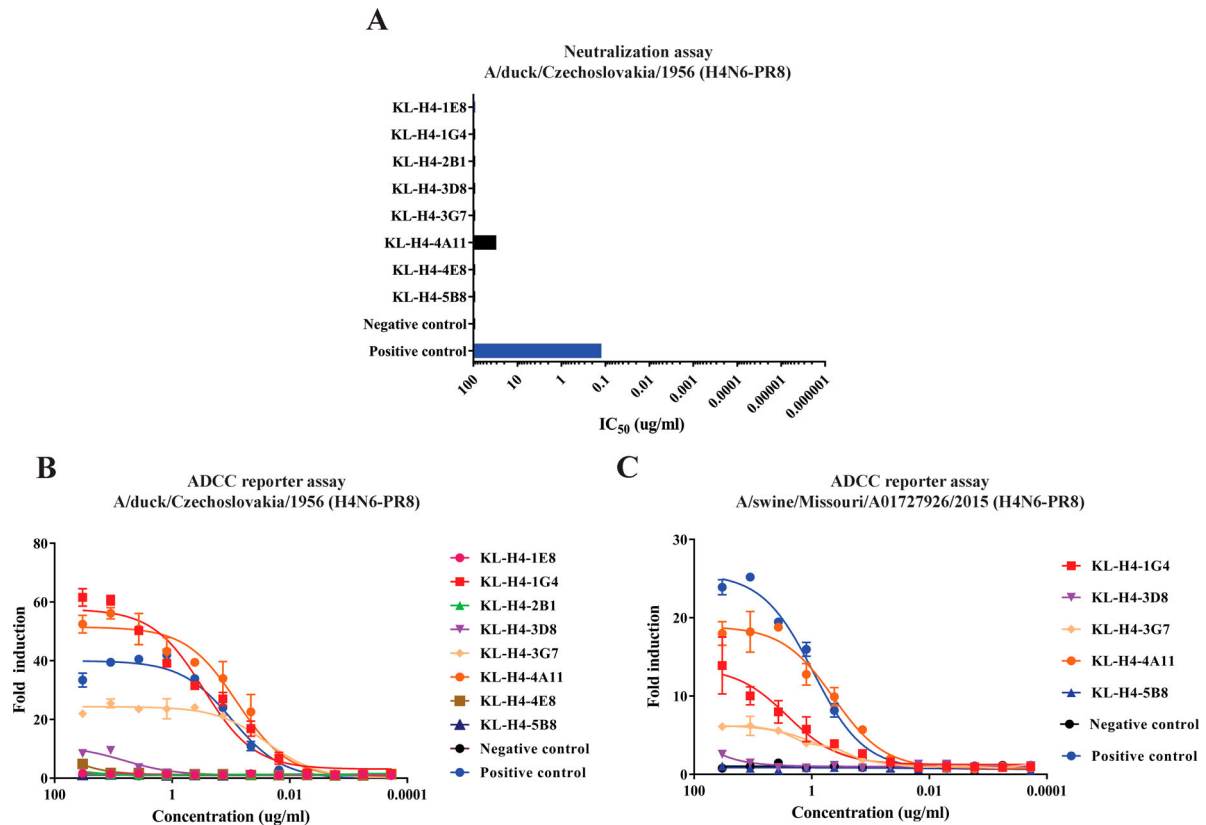 A
Neutralization assay
A/duck/Czechoslovakia/1956 (H4N6-PR8)
KL-H4-1E8
KL-H4-1G4
KL-H4-2B1
KL-H4-3D8
KL-H4-3G7
KL-H4-4A11
KL-H4-4E8
KL-H4-5B8
Negative control
Positive control
100 10 1 0.1 0.01 0.001 0.0001 0.00001 0.000001
IC50 (ug/ml)
B
ADCC reporter assay
A/duck/Czechoslovakia/1956 (H4N6-PR8)
Fold induction
80
60
40
20
0
100 1 0.01 0.0001
Concentration (ug/ml)
KL-H4-1E8
KL-H4-1G4
KL-H4-2B1
KL-H4-3D8
KL-H4-3G7
KL-H4-4A11
KL-H4-4E8
KL-H4-5B8
Negative control
Positive control
C
ADCC reporter assay
A/swine/Missouri/A01727926/2015 (H4N6-PR8)
Fold induction
30
20
10
0
100 1 0.01 0.0001
Concentration (ug/ml)
KL-H4-1G4
KL-H4-3D8
KL-H4-3G7
KL-H4-4A11
KL-H4-5B8
Negative control
Positive control